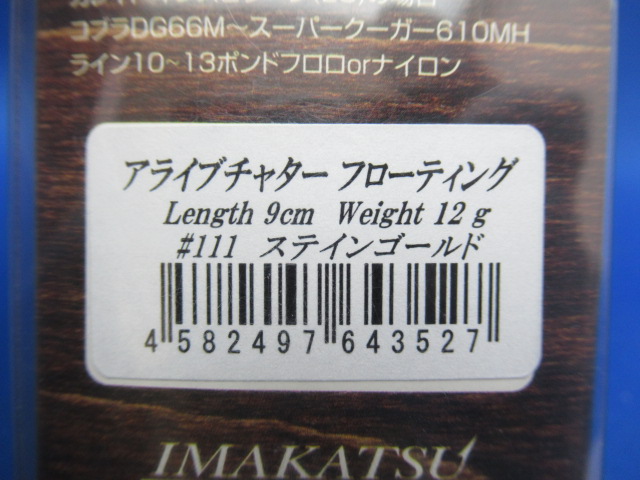 コブラDG66M~スーパークーガー610MH
ライン10~13ポンドフロロorナイロン
アライブチャター フローティング
Length 9cm Weight 12 g
#111 ステインゴールド
4 582497 643527
IMAKATSU